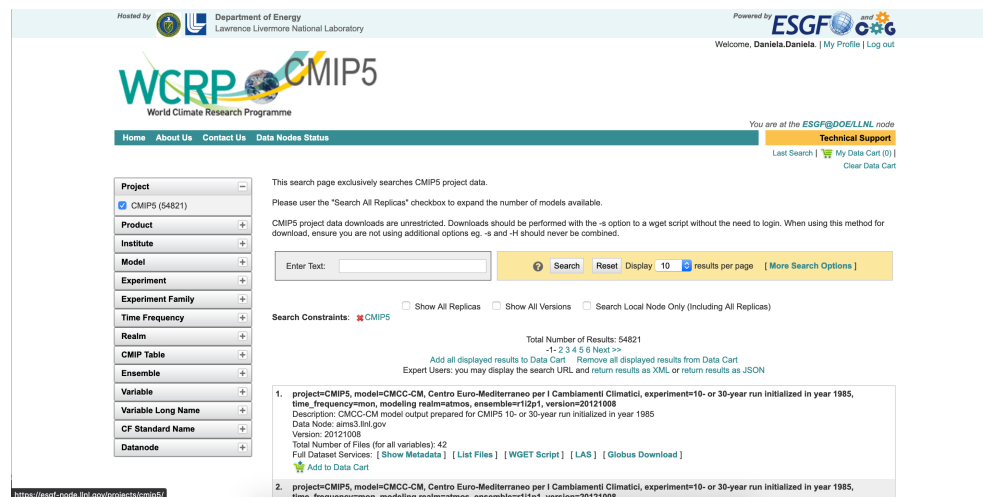 Hosted by
Department of Energy
Lawrence Livermore National Laboratory
Powered by ESGF and CoG
Welcome, Daniela.Daniela. | My Profile | Log out
WCRP CMIP5
World Climate Research Programme
You are at the ESGF@DOE/LLNL node
Home About Us Contact Us Data Nodes Status
Technical Support
Last Search | My Data Cart (0) |
Clear Data Cart
Project
CMIP5 (54821)
Product
Institute
Model
Experiment
Experiment Family
Time Frequency
Realm
CMIP Table
Ensemble
Variable
Variable Long Name
CF Standard Name
Datanode
This search page exclusively searches CMIP5 project data.
Please user the "Search All Replicas" checkbox to expand the number of models available.
CMIP5 project data downloads are unrestricted. Downloads should be performed with the -s option to a wget script without the need to login. When using this method for
download, ensure you are not using additional options eg. -s and -H should never be combined.
Enter Text:
? Search Reset Display 10 results per page [ More Search Options ]
Show All Replicas Show All Versions Search Local Node Only (Including All Replicas)
Search Constraints: CMIP5
Total Number of Results: 54821
-1- 2 3 4 5 6 Next >>
Add all displayed results to Data Cart Remove all displayed results from Data Cart
Expert Users: you may display the search URL and return results as XML or return results as JSON
1. project=CMIP5, model=CMCC-CM, Centro Euro-Mediterraneo per I Cambiamenti Climatici, experiment=10- or 30-year run initialized in year 1985,
time_frequency=mon, modeling realm=atmos, ensemble=r1i2p1, version=20121008
Description: CMCC-CM model output prepared for CMIP5 10- or 30-year run initialized in year 1985
Data Node: aims3.llnl.gov
Version: 20121008
Total Number of Files (for all variables): 42
Full Dataset Services: [ Show Metadata ] [ List Files ] [ WGET Script ] [ LAS ] [ Globus Download ]
Add to Data Cart
2. project=CMIP5, model=CMCC-CM, Centro Euro-Mediterraneo per I Cambiamenti Climatici, experiment=10- or 30-year run initialized in year 1985,
time_frequency=mon, modeling realm=atmos, ensemble=r1i1p1, version=20121008
https://esgf-node.llnl.gov/projects/cmip5/